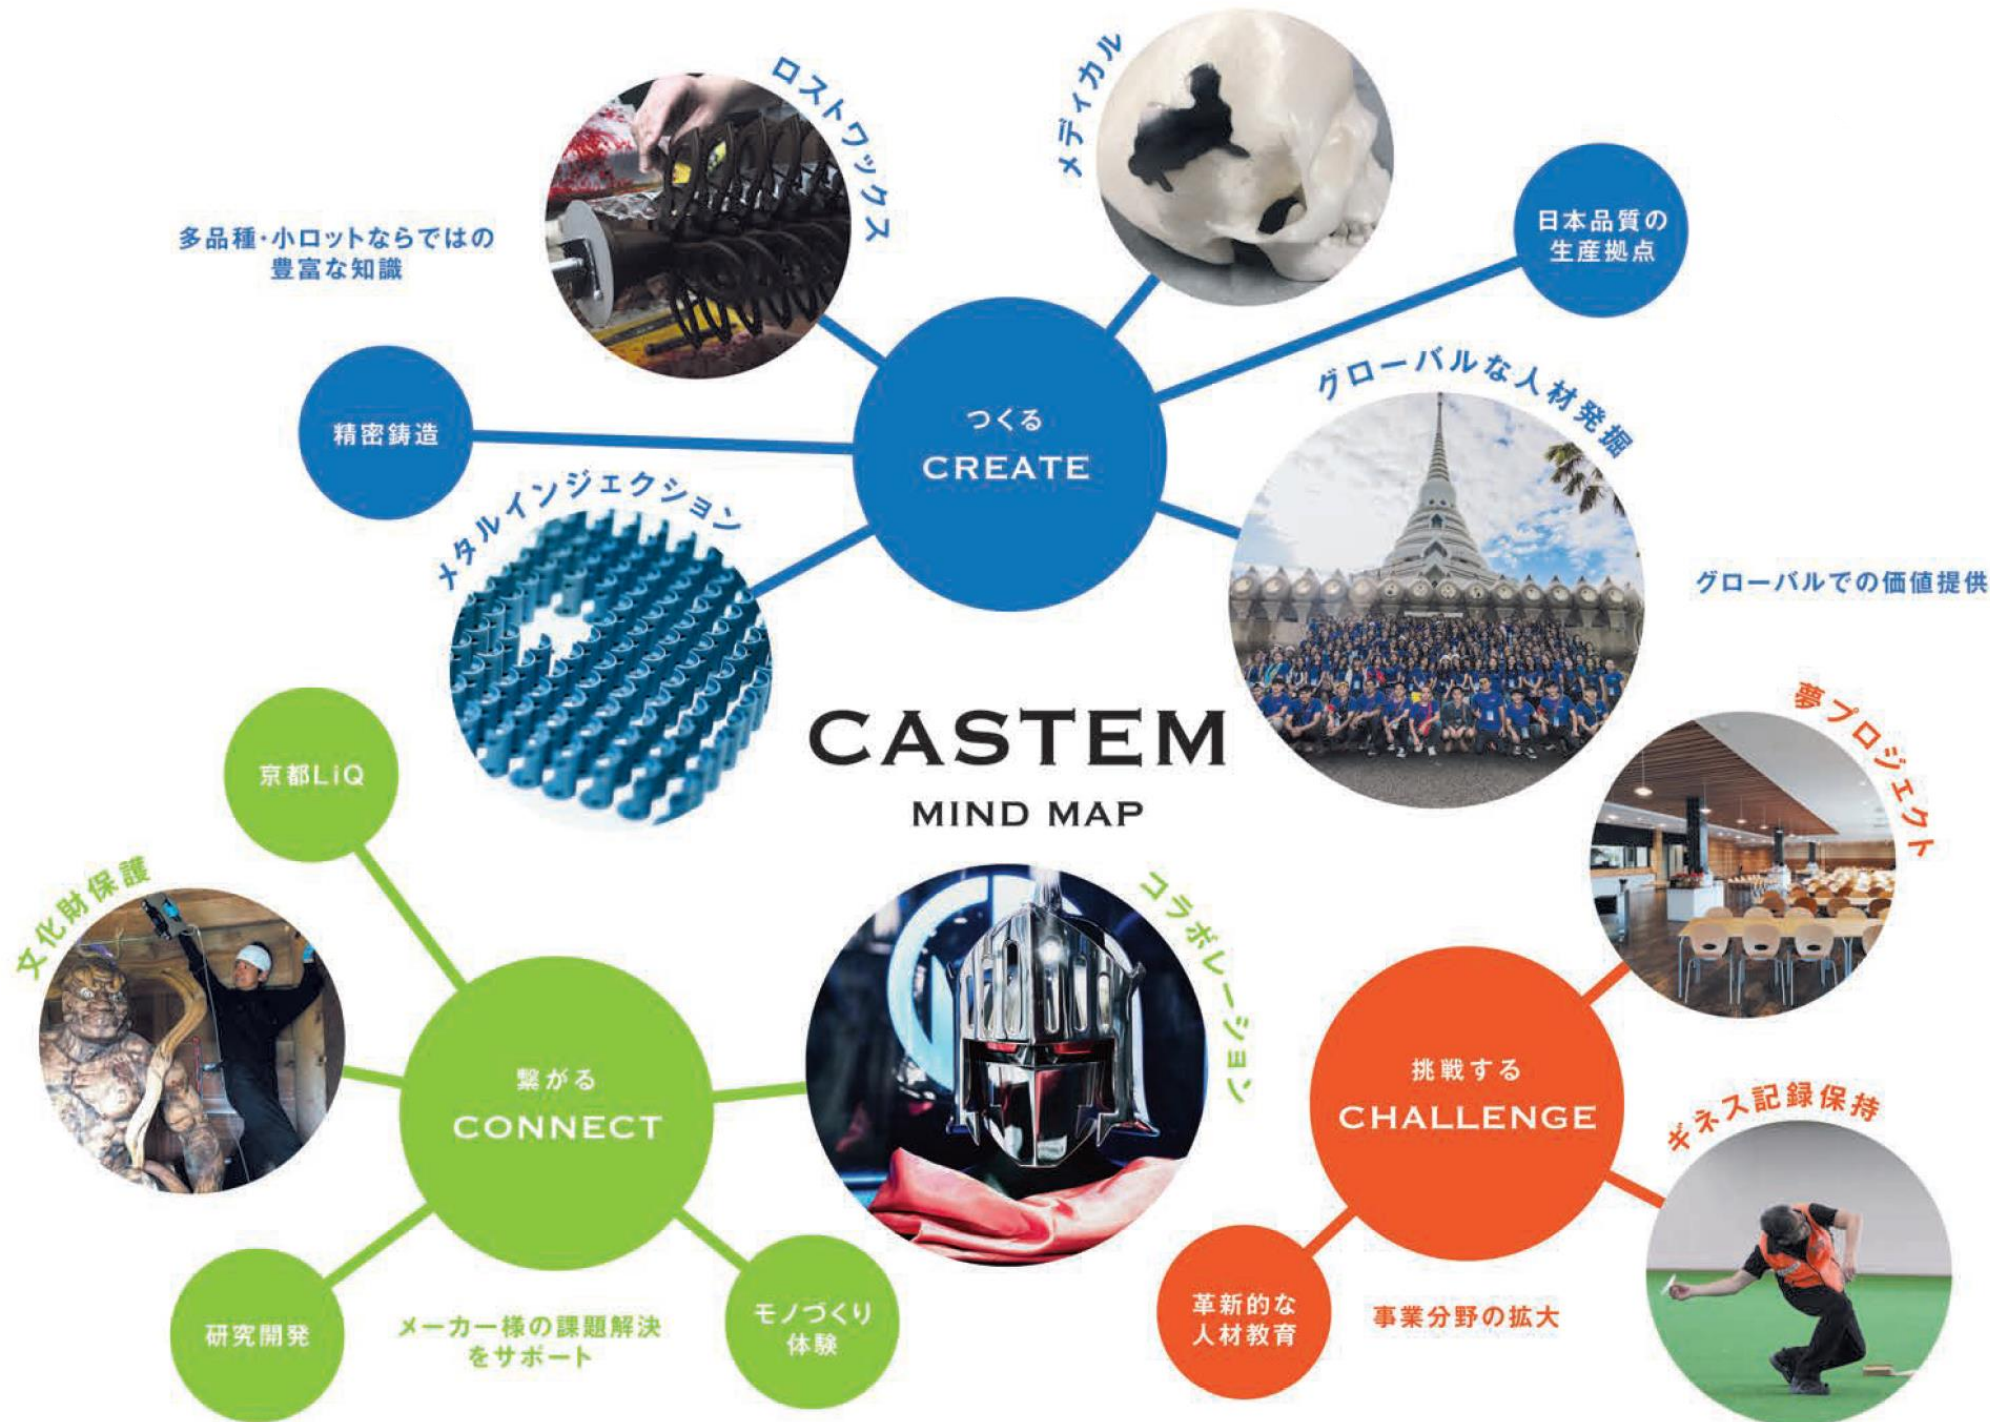 ロストワックス
メディカル
多品種・小ロットならではの
豊富な知識
日本品質の
生産拠点
精密鋳造
つくる
CREATE
グローバルな人材発掘
メタルインジェクション
グローバルでの価値提供
CASTEM
MIND MAP
京都LiQ
文化財保護
繋がる
CONNECT
コラボレーション
研究開発
メーカー様の課題解決
をサポート
モノづくり
体験
夢プロジェクト
挑戦する
CHALLENGE
ギネス記録保持
革新的な
人材教育
事業分野の拡大